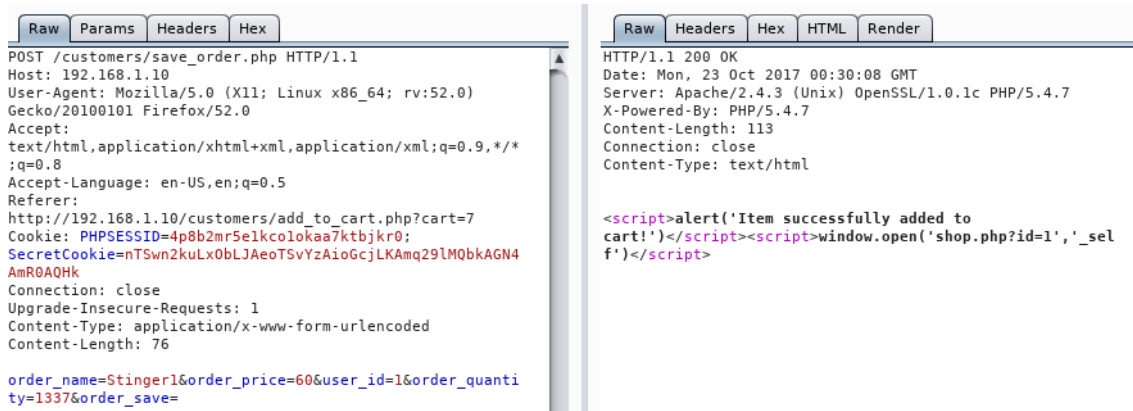 Raw Params Headers Hex
POST /customers/save_order.php HTTP/1.1
Host: 192.168.1.10
User-Agent: Mozilla/5.0 (X11; Linux x86_64; rv:52.0)
Gecko/20100101 Firefox/52.0
Accept:
text/html,application/xhtml+xml,application/xml;q=0.9,*/*
;q=0.8
Accept-Language: en-US,en;q=0.5
Referer:
http://192.168.1.10/customers/add_to_cart.php?cart=7
Cookie: PHPSESSID=4p8b2mr5e1kco1okaa7ktbjkr0;
SecretCookie=nTSwn2kuLxObLJAeoTSvYzAioGcjLKAmq29lMQbkAGN4
AmR0AQHk
Connection: close
Upgrade-Insecure-Requests: 1
Content-Type: application/x-www-form-urlencoded
Content-Length: 76
order_name=Stinger1&order_price=60&user_id=1&order_quanti
ty=1337&order_save=
Raw Headers Hex HTML Render
HTTP/1.1 200 OK
Date: Mon, 23 Oct 2017 00:30:08 GMT
Server: Apache/2.4.3 (Unix) OpenSSL/1.0.1c PHP/5.4.7
X-Powered-By: PHP/5.4.7
Content-Length: 113
Connection: close
Content-Type: text/html
<script>alert('Item successfully added to
cart!')</script><script>window.open('shop.php?id=1','_sel
f')</script>